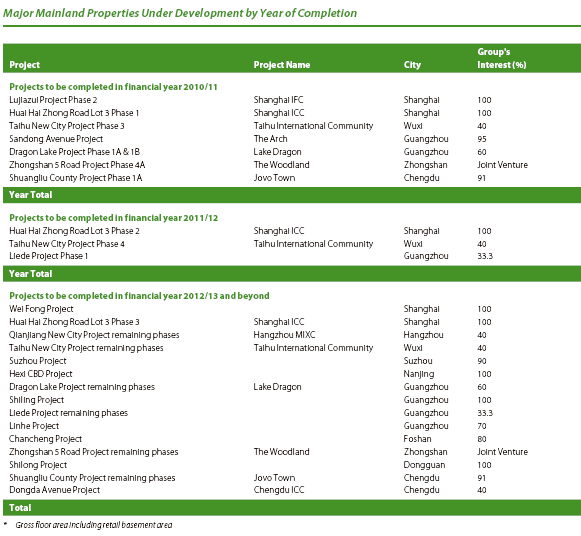 Major Mainland Properties Under Development by Year of Completion
Group's
Project Project Name City Interest (%)
Projects to be completed in financial year 2010/11
Lujiazui Project Phase 2 Shanghai IFC Shanghai 100
Huai Hai Zhong Road Lot 3 Phase 1 Shanghai ICC Shanghai 100
Taihu New City Project Phase 3 Taihu International Community Wuxi 40
Sandong Avenue Project The Arch Guangzhou 95
Dragon Lake Project Phase 1A & 1B Lake Dragon Guangzhou 60
Zhongshan 5 Road Project Phase 4A The Woodland Zhongshan Joint Venture
Shuangliu County Project Phase 1A Jovo Town Chengdu 91
Year Total
Projects to be completed in financial year 2011/12
Huai Hai Zhong Road Lot 3 Phase 2 Shanghai ICC Shanghai 100
Taihu New City Project Phase 4 Taihu International Community Wuxi 40
Liede Project Phase 1 Guangzhou 33.3
Year Total
Projects to be completed in financial year 2012/13 and beyond
Wei Fong Project Shanghai 100
Huai Hai Zhong Road Lot 3 Phase 3 Shanghai ICC Shanghai 100
Qianjiang New City Project remaining phases Hangzhou MIXC Hangzhou 40
Taihu New City Project remaining phases Taihu International Community Wuxi 40
Suzhou Project Suzhou 90
Hexi CBD Project Nanjing 100
Dragon Lake Project remaining phases Lake Dragon Guangzhou 60
Shiling Project Guangzhou 100
Liede Project remaining phases Guangzhou 33.3
Linhe Project Guangzhou 70
Chancheng Project Foshan 80
Zhongshan 5 Road Project remaining phases The Woodland Zhongshan Joint Venture
Shilong Project Dongguan 100
Shuangliu County Project remaining phases Jovo Town Chengdu 91
Dongda Avenue Project Chengdu ICC Chengdu 40
Total
* Gross floor area including retail basement area